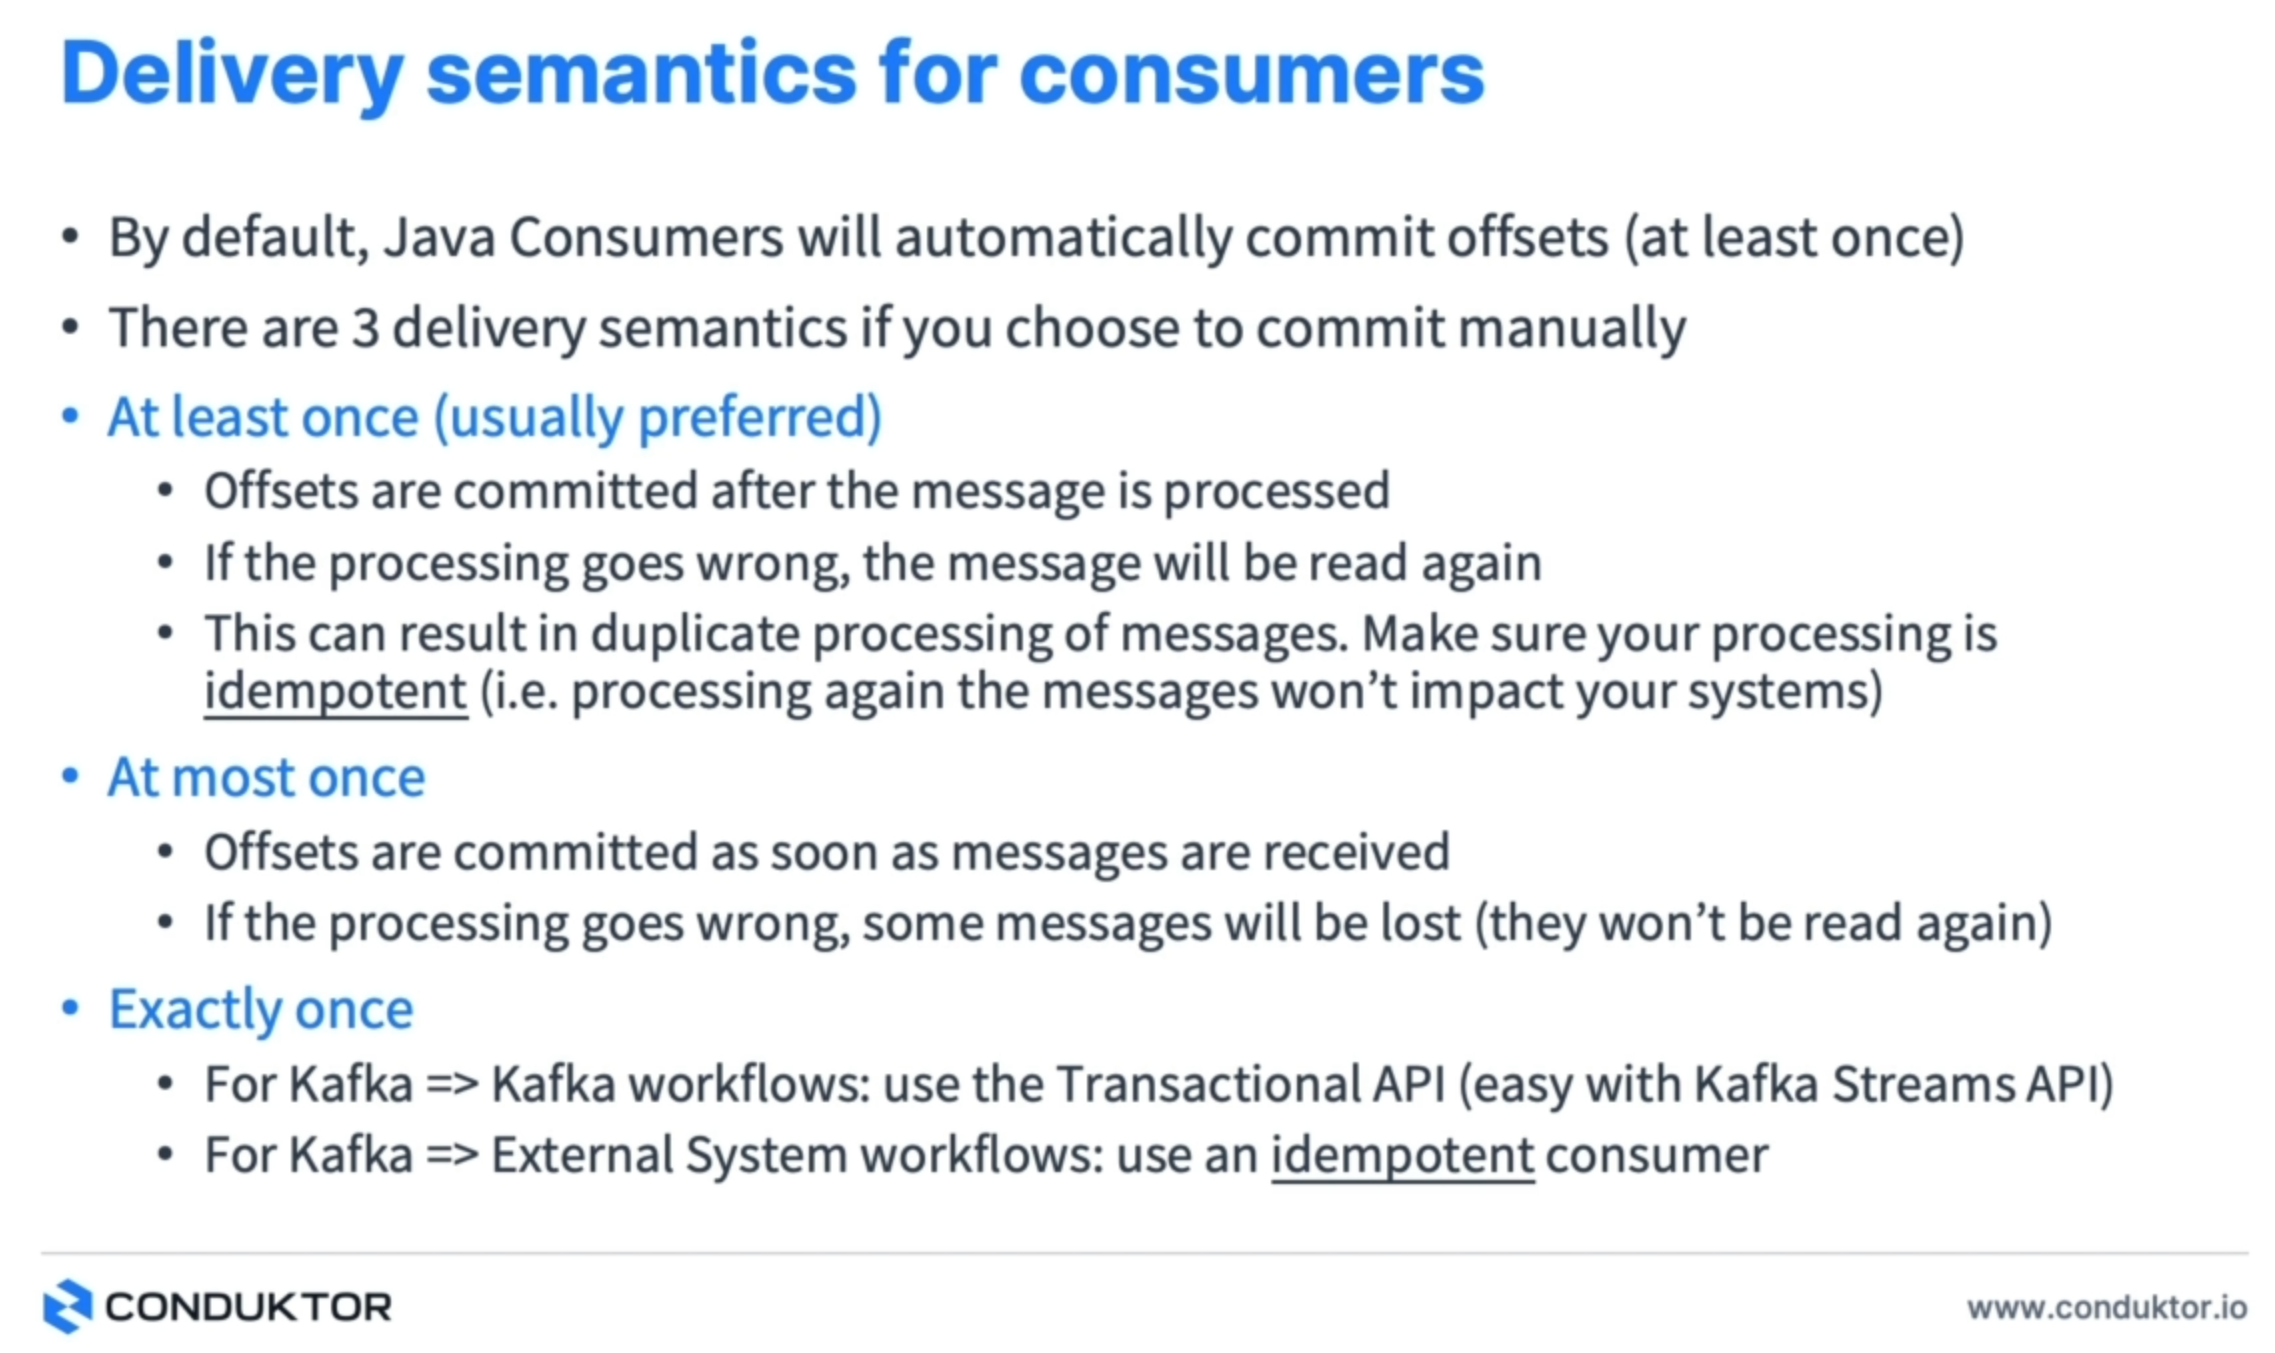 Delivery semantics for consumers
• By default, Java Consumers will automatically commit offsets (at least once)
• There are 3 delivery semantics if you choose to commit manually
• At least once (usually preferred)
• Offsets are committed after the message is processed
• If the processing goes wrong, the message will be read again
• This can result in duplicate processing of messages. Make sure your processing is
idempotent (i.e. processing again the messages won’t impact your systems)
• At most once
• Offsets are committed as soon as messages are received
• If the processing goes wrong, some messages will be lost (they won’t be read again)
• Exactly once
• For Kafka => Kafka workflows: use the Transactional API (easy with Kafka Streams API)
• For Kafka => External System workflows: use an idempotent consumer
CONDUKTOR
www.conduktor.io